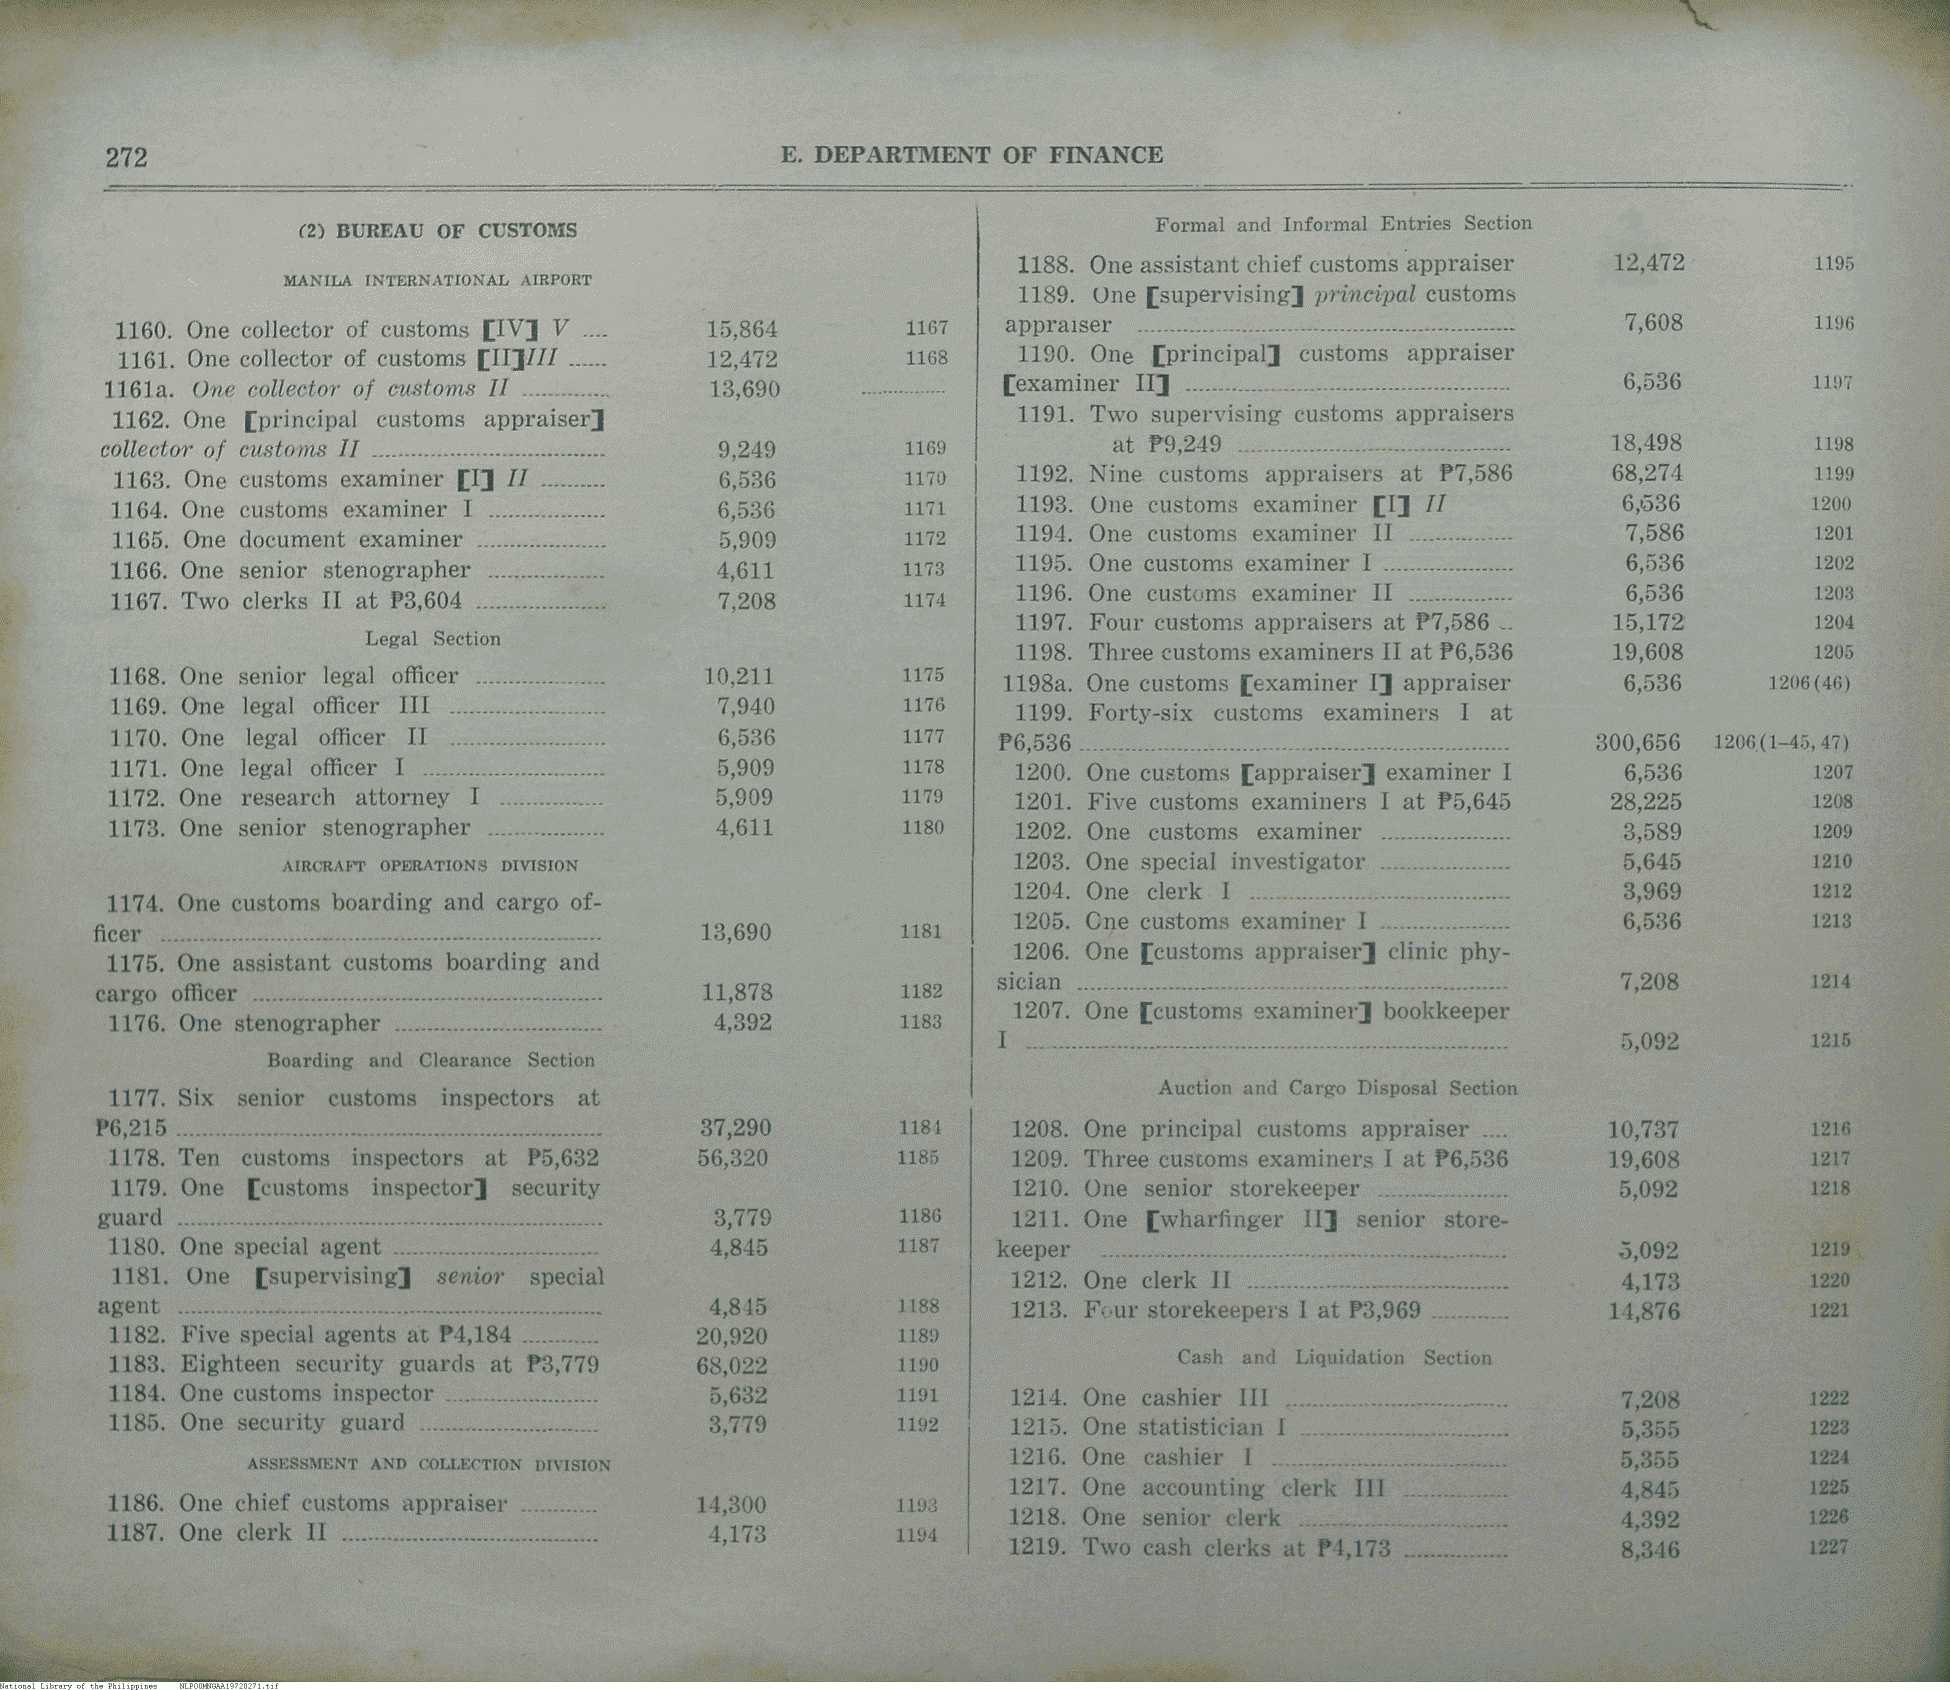 272
E. DEPARTMENT OF FINANCE
(2) BUREAU OF CUSTOMS
MANILA INTERNATIONAL AIRPORT
1160. One collector of customs [IV] V .... 15,864 1167
1161. One collector of customs [II]III ...... 12,472 1168
1161a. One collector of customs II ............. 13,690 ...............
1162. One [principal customs appraiser]
collector of customs II .................................. 9,249 1169
1163. One customs examiner [I] II .......... 6,536 1170
1164. One customs examiner I .................. 6,536 1171
1165. One document examiner .................... 5,909 1172
1166. One senior stenographer .................. 4,611 1173
1167. Two clerks II at ₱3,604 .................... 7,208 1174
Legal Section
1168. One senior legal officer .................... 10,211 1175
1169. One legal officer III ........................ 7,940 1176
1170. One legal officer II ........................ 6,536 1177
1171. One legal officer I ............................ 5,909 1178
1172. One research attorney I ................ 5,909 1179
1173. One senior stenographer .................. 4,611 1180
AIRCRAFT OPERATIONS DIVISION
1174. One customs boarding and cargo of-
ficer .................................................................. 13,690 1181
1175. One assistant customs boarding and
cargo officer ...................................................... 11,878 1182
1176. One stenographer ................................ 4,392 1183
Boarding and Clearance Section
1177. Six senior customs inspectors at
₱6,215 .................................................................. 37,290 1184
1178. Ten customs inspectors at ₱5,632 56,320 1185
1179. One [customs inspector] security
guard .................................................................. 3,779 1186
1180. One special agent ................................ 4,845 1187
1181. One [supervising] senior special
agent .................................................................. 4,845 1188
1182. Five special agents at ₱4,184 ............ 20,920 1189
1183. Eighteen security guards at ₱3,779 68,022 1190
1184. One customs inspector ........................ 5,632 1191
1185. One security guard ............................ 3,779 1192
ASSESSMENT AND COLLECTION DIVISION
1186. One chief customs appraiser ............ 14,300 1193
1187. One clerk II ........................................ 4,173 1194
Formal and Informal Entries Section
1188. One assistant chief customs appraiser 12,472 1195
1189. One [supervising] principal customs
appraiser .......................................................... 7,608 1196
1190. One [principal] customs appraiser
[examiner II] .................................................. 6,536 1197
1191. Two supervising customs appraisers
at ₱9,249 .......................................... 18,498 1198
1192. Nine customs appraisers at ₱7,586 68,274 1199
1193. One customs examiner [I] II 6,536 1200
1194. One customs examiner II ................ 7,586 1201
1195. One customs examiner I .................... 6,536 1202
1196. One customs examiner II ................ 6,536 1203
1197. Four customs appraisers at ₱7,586 .. 15,172 1204
1198. Three customs examiners II at ₱6,536 19,608 1205
1198a. One customs [examiner I] appraiser 6,536 1206(46)
1199. Forty-six customs examiners I at
₱6,536 .................................................................. 300,656 1206(1–45, 47)
1200. One customs [appraiser] examiner I 6,536 1207
1201. Five customs examiners I at ₱5,645 28,225 1208
1202. One customs examiner .................... 3,589 1209
1203. One special investigator .................... 5,645 1210
1204. One clerk I ........................................ 3,969 1212
1205. One customs examiner I .................... 6,536 1213
1206. One [customs appraiser] clinic phy-
sician .................................................................. 7,208 1214
1207. One [customs examiner] bookkeeper
I .......................................................................... 5,092 1215
Auction and Cargo Disposal Section
1208. One principal customs appraiser .... 10,737 1216
1209. Three customs examiners I at ₱6,536 19,608 1217
1210. One senior storekeeper .................... 5,092 1218
1211. One [wharfinger II] senior store-
keeper .............................................................. 5,092 1219
1212. One clerk II ........................................ 4,173 1220
1213. Four storekeepers I at ₱3,969 ............ 14,876 1221
Cash and Liquidation Section
1214. One cashier III .................................. 7,208 1222
1215. One statistician I ................................ 5,355 1223
1216. One cashier I .................................... 5,355 1224
1217. One accounting clerk III ................ 4,845 1225
1218. One senior clerk ................................ 4,392 1226
1219. Two cash clerks at ₱4,173 ................ 8,346 1227
National Library of the Philippines NLPOOMNGAA19720271.tif